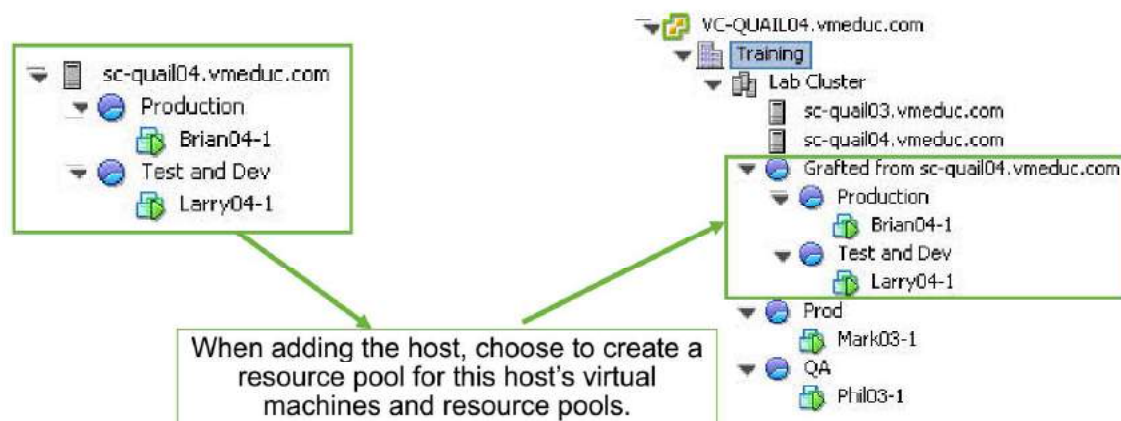 sc-quail04.vmeduc.com
Production
Brian04-1
Test and Dev
Larry04-1
When adding the host, choose to create a
resource pool for this host's virtual
machines and resource pools.
VC-QUAIL04.vmeduc.com
Training
Lab Cluster
sc-quail03.vmeduc.com
sc-quail04.vmeduc.com
Grafted from sc-quail04.vmeduc.com
Production
Brian04-1
Test and Dev
Larry04-1
Prod
Mark03-1
QA
Phil03-1